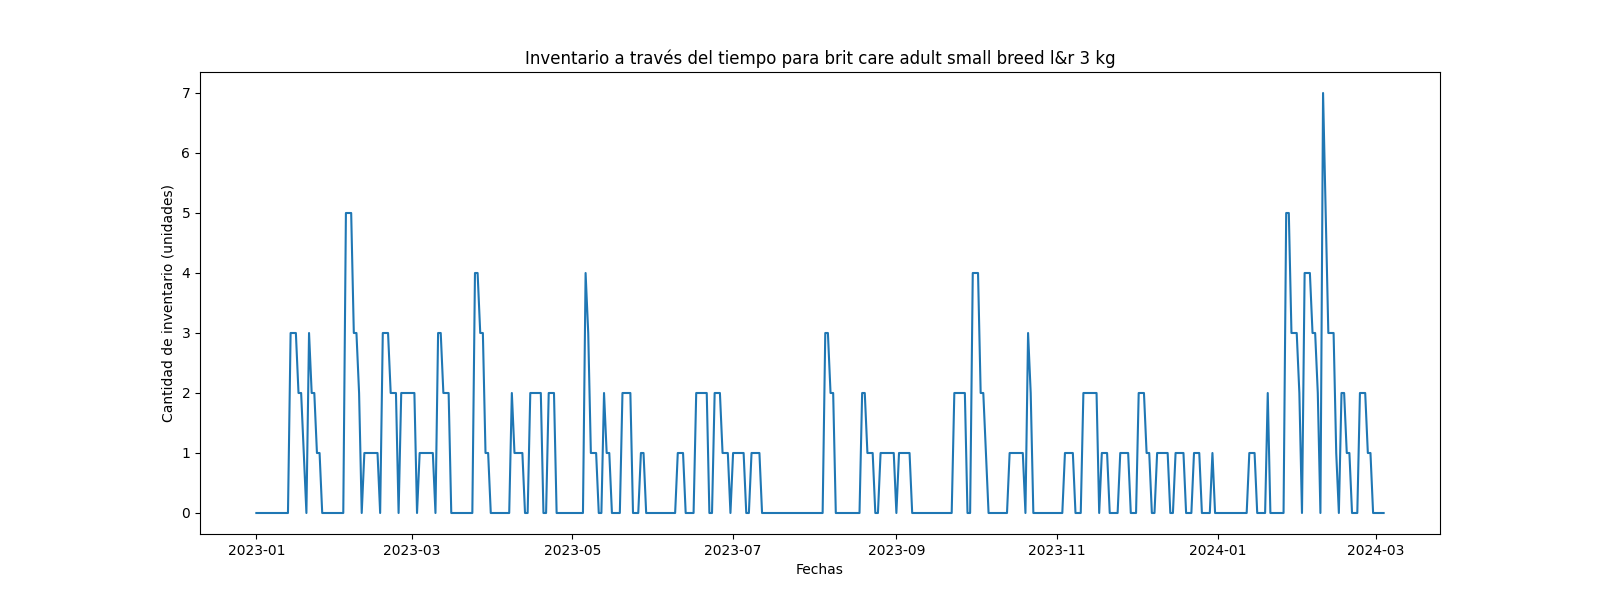 Inventario a través del tiempo para brit care adult small breed l&r 3 kg
Cantidad de inventario (unidades)
7
6
5
4
3
2
1
0
2023-01 2023-03 2023-05 2023-07 2023-09 2023-11 2024-01 2024-03
Fechas